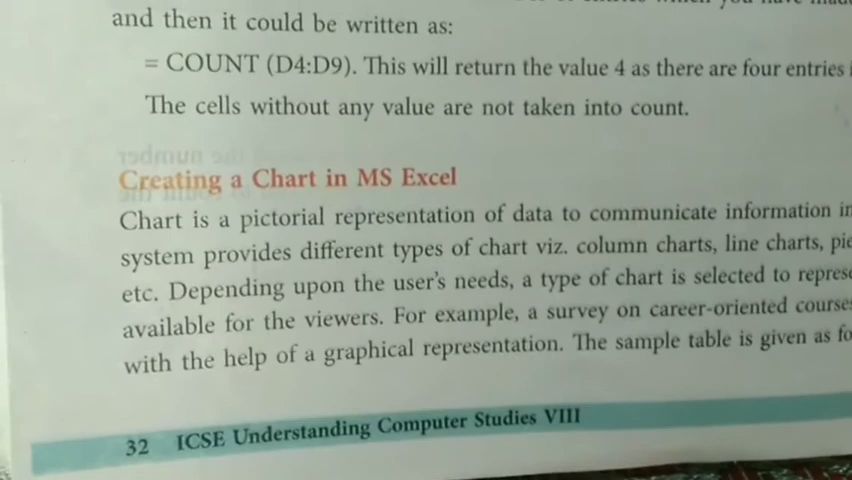 and then it could be written as:
= COUNT (D4:D9). This will return the value 4 as there are four entries
The cells without any value are not taken into count.
Creating a Chart in MS Excel
Chart is a pictorial representation of data to communicate information in
system provides different types of chart viz. column charts, line charts,
etc. Depending upon the user's needs, a type of chart is selected to
available for the viewers. For example, a survey on career-oriented courses
with the help of a graphical representation. The sample table is given as
32 ICSE Understanding Computer Studies VIII